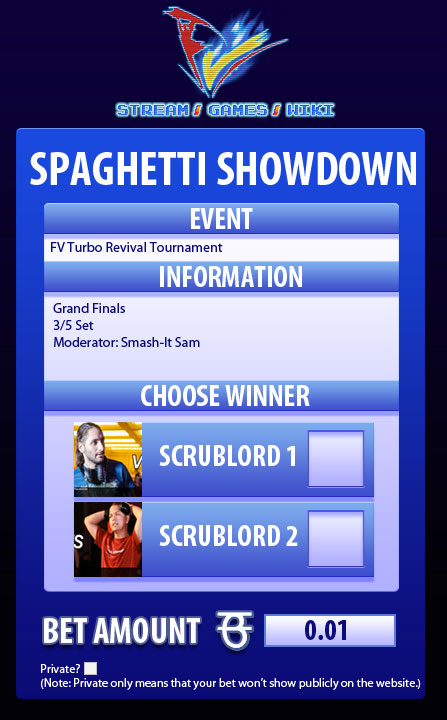 STREAM / GAMES / WIKI
SPAGHETTI SHOWDOWN
EVENT
FV Turbo Revival Tournament
INFORMATION
Grand Finals
3/5 Set
Moderator: Smash-It Sam
CHOOSE WINNER
SCRUBLORD 1
SCRUBLORD 2
BET AMOUNT 0.01
Private?
(Note: Private only means that your bet won't show publicly on the website.)